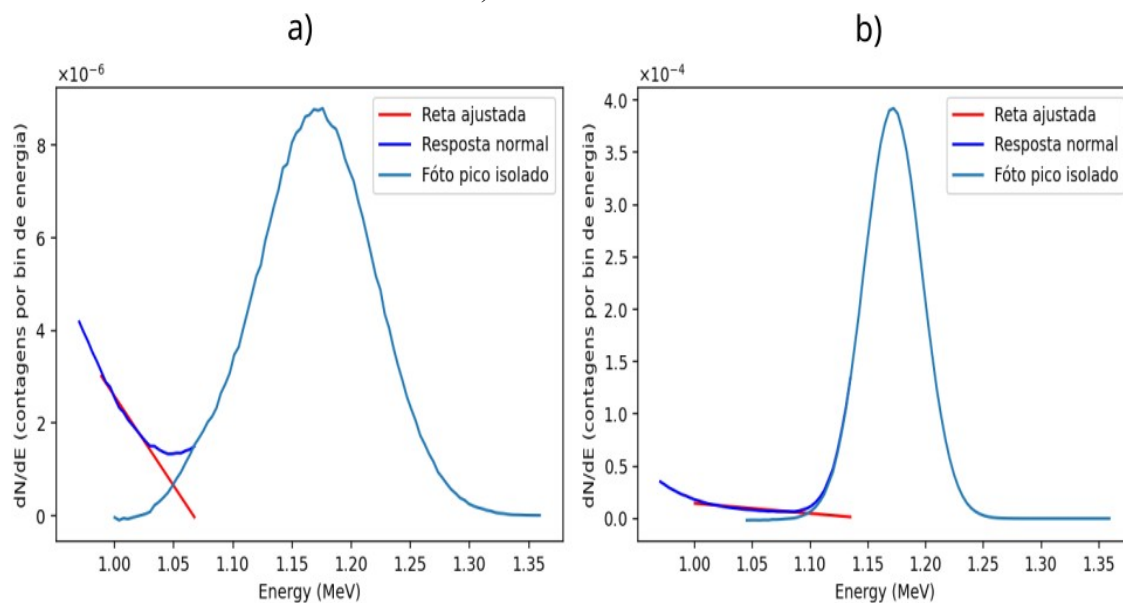 a)
×10⁻⁶
Reta ajustada
Resposta normal
Fóto pico isolado
dN/dE (contagens por bin de energia)
8
6
4
2
0
1.00 1.05 1.10 1.15 1.20 1.25 1.30 1.35
Energy (MeV)
b)
×10⁻⁴
Reta ajustada
Resposta normal
Fóto pico isolado
dN/dE (contagens por bin de energia)
4.0
3.5
3.0
2.5
2.0
1.5
1.0
0.5
0.0
1.00 1.05 1.10 1.15 1.20 1.25 1.30 1.35
Energy (MeV)